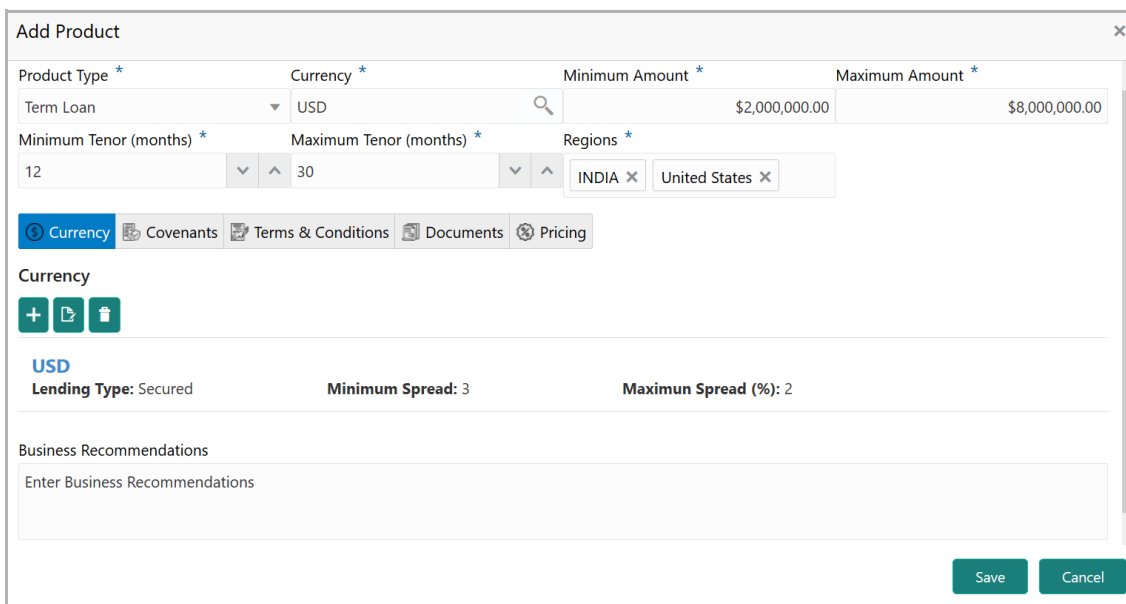 Add Product
Product Type * Currency * Minimum Amount * Maximum Amount *
Term Loan USD $2,000,000.00 $8,000,000.00
Minimum Tenor (months) * Maximum Tenor (months) * Regions *
12 30 INDIA × United States ×
Currency Covenants Terms & Conditions Documents Pricing
Currency
USD
Lending Type: Secured Minimum Spread: 3 Maximun Spread (%): 2
Business Recommendations
Enter Business Recommendations
Save Cancel